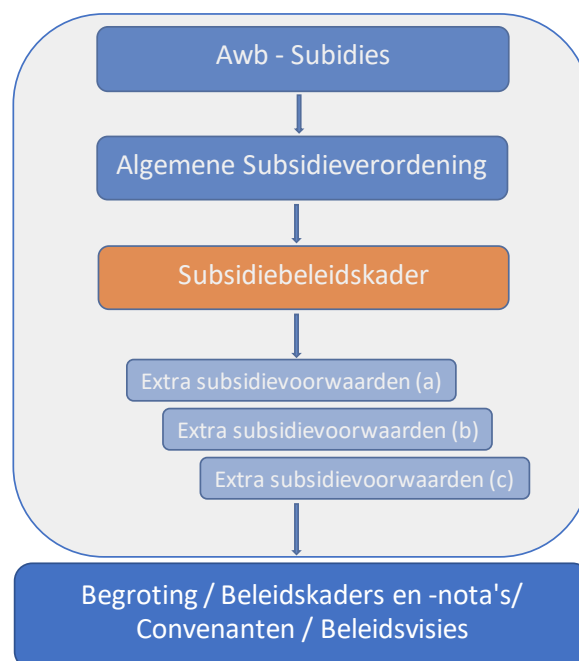 Awb - Subidies
Algemene Subsidieverordening
Subsidiebeleidskader
Extra subsidievoorwaarden (a)
Extra subsidievoorwaarden (b)
Extra subsidievoorwaarden (c)
Begroting / Beleidskaders en -nota's/
Convenanten / Beleidsvisies